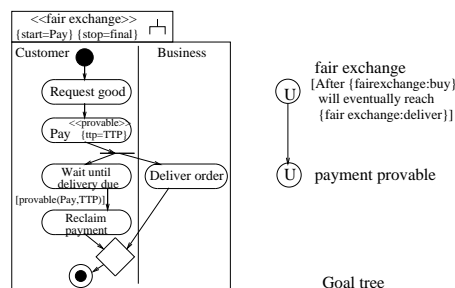 <<fair exchange>>
{start=Pay} {stop=final}
Customer
Business
Request good
<<provable>>
Pay {ttp=TTP}
Wait until
delivery due
Deliver order
[provable(Pay,TTP)]
Reclaim
payment
fair exchange
U
[After {fairexchange:buy}
will eventually reach
{fair exchange:deliver}]
U
payment provable
Goal tree